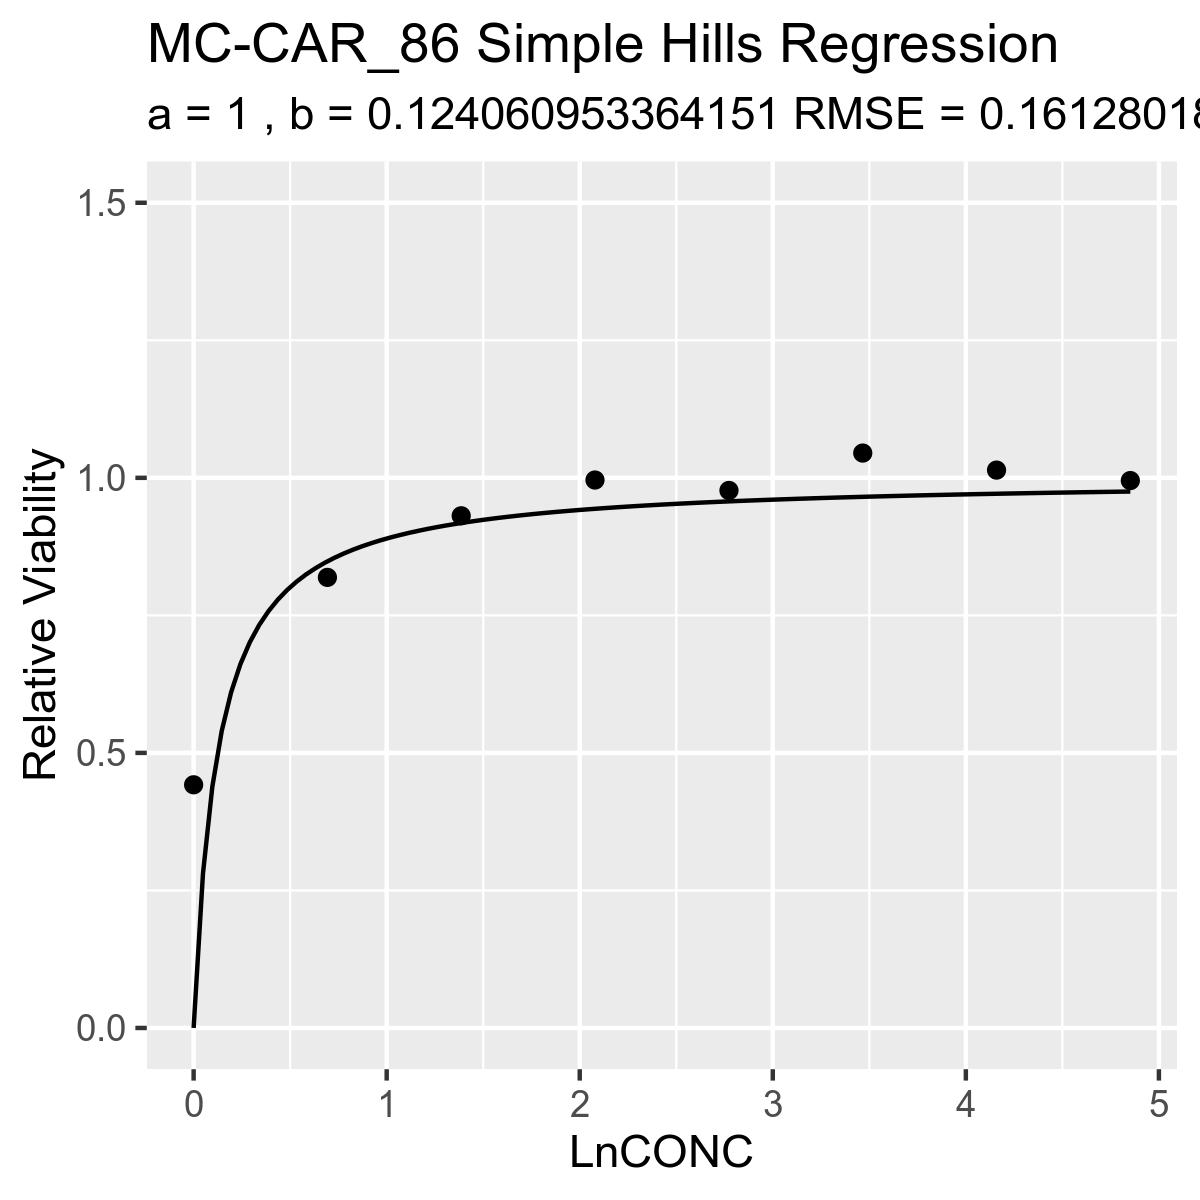 MC-CAR_86 Simple Hills Regression
a = 1 , b = 0.124060953364151 RMSE = 0.16128018
1.5
1.0
0.5
0.0
Relative Viability
0 1 2 3 4 5
LnCONC